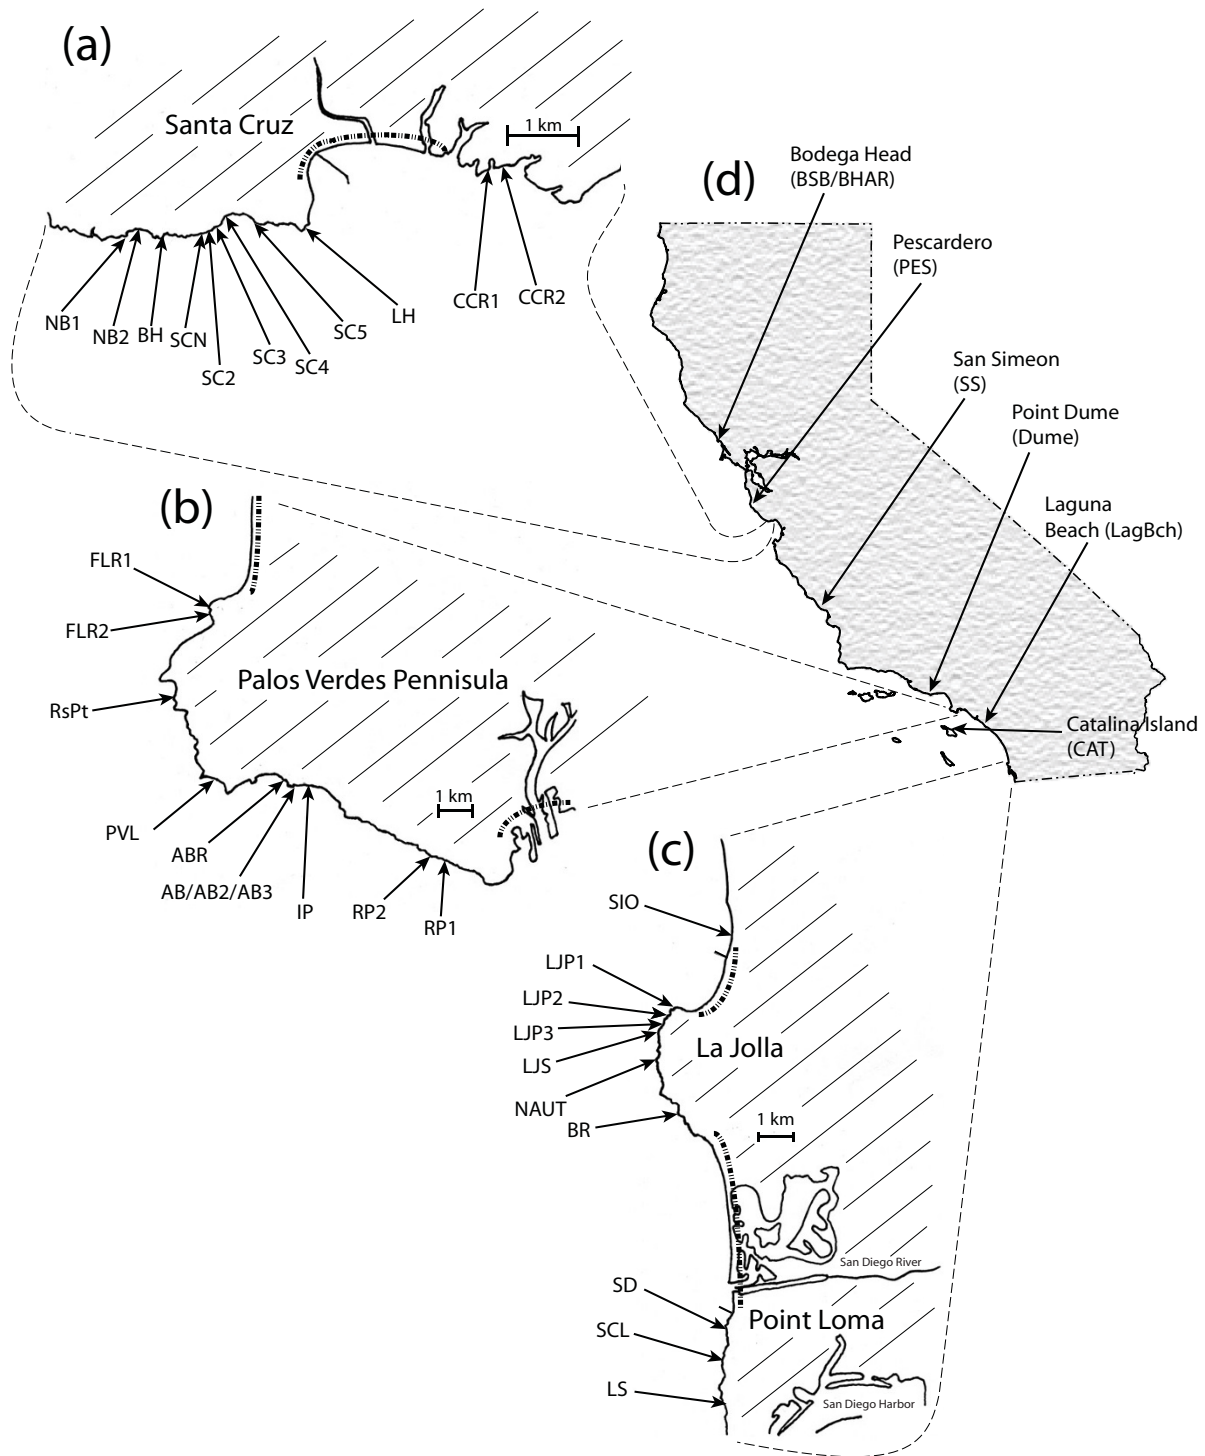 (a)
Santa Cruz
1 km
NB1
NB2
BH
SCN
SC2
SC3
SC4
SC5
LH
CCR1
CCR2
(d)
Bodega Head
(BSB/BHAR)
Pescardero
(PES)
San Simeon
(SS)
Point Dume
(Dume)
Laguna
Beach (LagBch)
Catalina Island
(CAT)
(b)
FLR1
FLR2
Palos Verdes Pennisula
RsPt
1 km
PVL
ABR
AB/AB2/AB3
IP
RP2
RP1
(c)
SIO
LJP1
LJP2
LJP3
LJS
La Jolla
NAUT
BR
1 km
San Diego River
SD
Point Loma
SCL
LS
San Diego Harbor